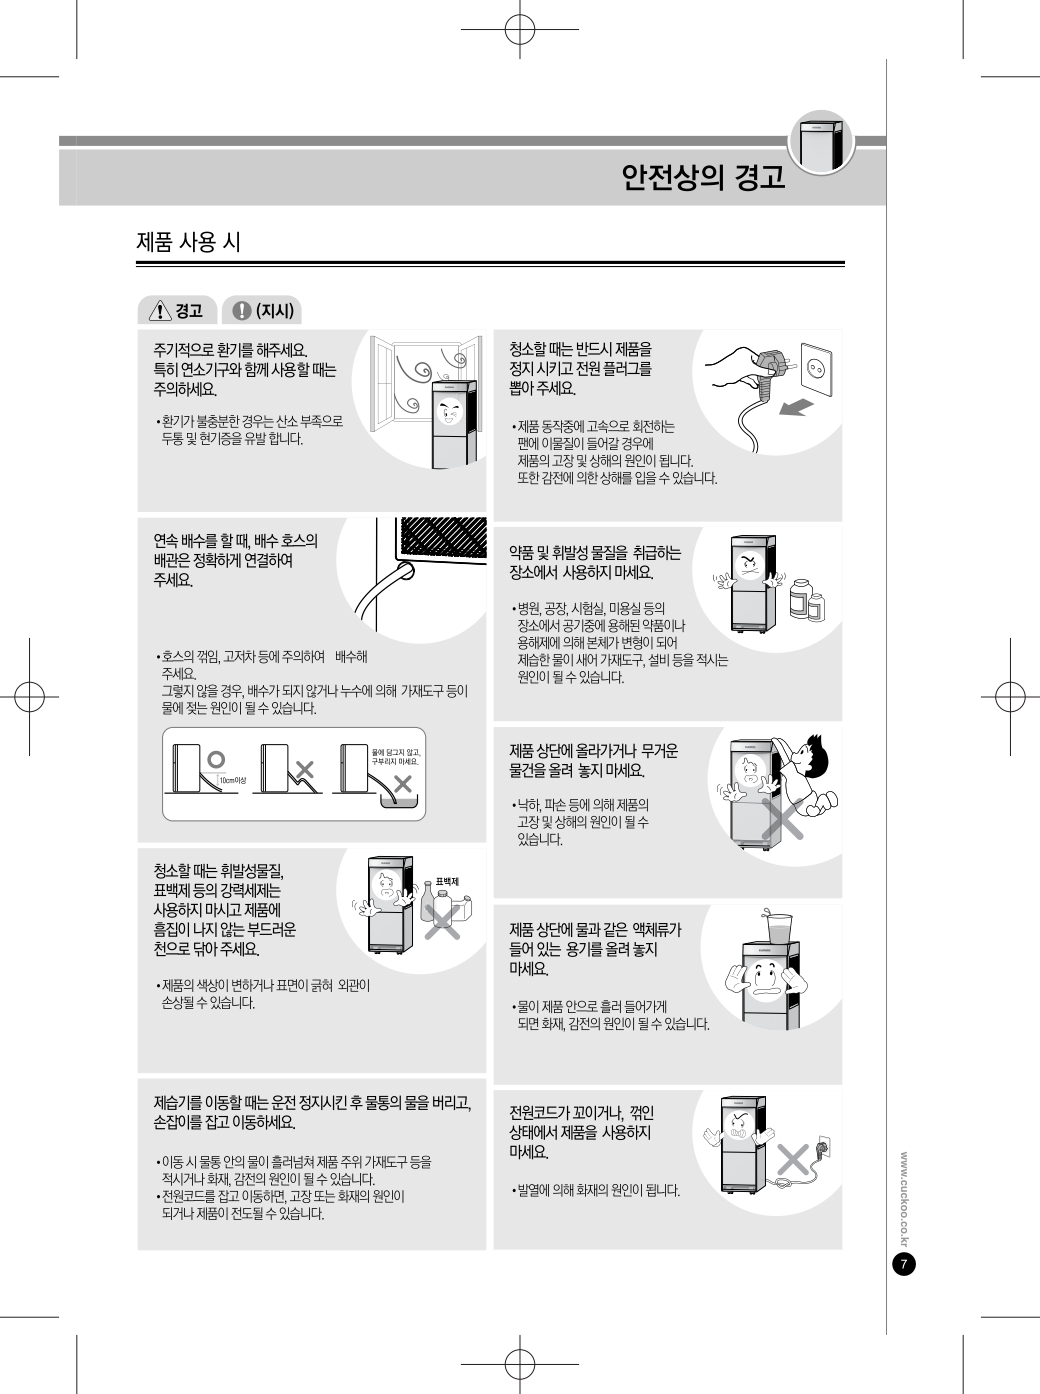 안전상의 경고
제품 사용 시
경고
(지시)
주기적으로 환기를 해주세요.
특히 연소기구와 함께 사용할 때는
주의하세요.
• 환기가 불충분한 경우는 산소 부족으로
두통 및 현기증을 유발 합니다.
연속 배수를 할 때, 배수 호스의
배관은 정확하게 연결하여
주세요.
• 호스의 꺾임, 고저차 등에 주의하여 배수해
주세요.
그렇지 않을 경우, 배수가 되지 않거나 누수에 의해 가재도구 등이
물에 젖는 원인이 될 수 있습니다.
10cm이상
물에 담그지 않고,
구부리지 마세요.
청소할 때는 휘발성물질,
표백제 등의 강력세제는
사용하지 마시고 제품에
흠집이 나지 않는 부드러운
천으로 닦아 주세요.
표백제
• 제품의 색상이 변하거나 표면이 긁혀 외관이
손상될 수 있습니다.
제습기를 이동할 때는 운전 정지시킨 후 물통의 물을 버리고,
손잡이를 잡고 이동하세요.
• 이동 시 물통 안의 물이 흘러넘쳐 제품 주위 가재도구 등을
적시거나 화재, 감전의 원인이 될 수 있습니다.
• 전원코드를 잡고 이동하면, 고장 또는 화재의 원인이
되거나 제품이 전도될 수 있습니다.
청소할 때는 반드시 제품을
정지 시키고 전원 플러그를
뽑아 주세요.
• 제품 동작중에 고속으로 회전하는
팬에 이물질이 들어갈 경우에
제품의 고장 및 상해의 원인이 됩니다.
또한 감전에 의한 상해를 입을 수 있습니다.
약품 및 휘발성 물질을 취급하는
장소에서 사용하지 마세요.
• 병원, 공장, 시험실, 미용실 등의
장소에서 공기중에 용해된 약품이나
용해제에 의해 본체가 변형이 되어
제습한 물이 새어 가재도구, 설비 등을 적시는
원인이 될 수 있습니다.
제품 상단에 올라가거나 무거운
물건을 올려 놓지 마세요.
• 낙하, 파손 등에 의해 제품의
고장 및 상해의 원인이 될 수
있습니다.
제품 상단에 물과 같은 액체류가
들어 있는 용기를 올려 놓지
마세요.
• 물이 제품 안으로 흘러 들어가게
되면 화재, 감전의 원인이 될 수 있습니다.
전원코드가 꼬이거나, 꺾인
상태에서 제품을 사용하지
마세요.
• 발열에 의해 화재의 원인이 됩니다.
www.cuckoo.co.kr
7